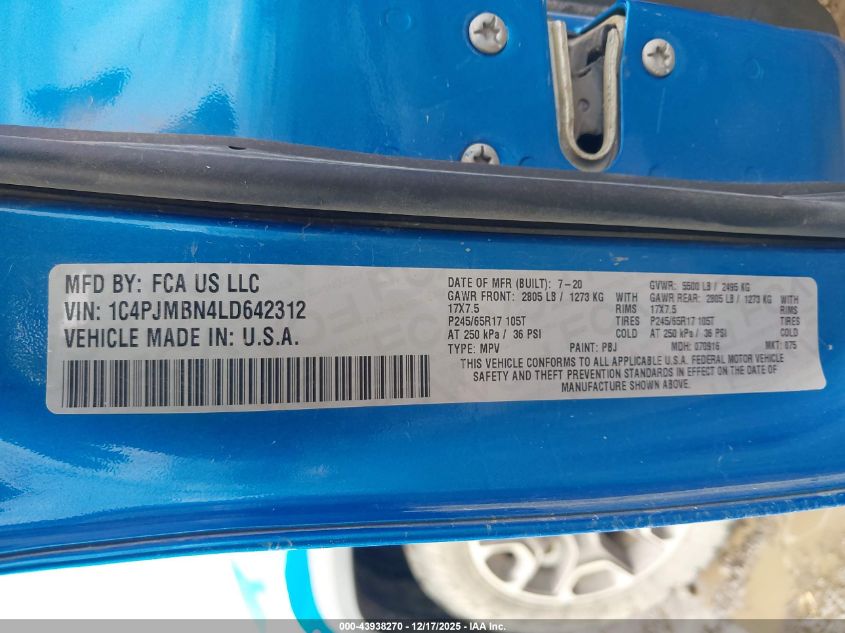 MFD BY: FCA US LLC
VIN: 1C4PJMBN4LD642312
VEHICLE MADE IN: U.S.A.
DATE OF MFR (BUILT): 7-20 GVWR: 5500 LB / 2495 KG
GAWR FRONT: 2805 LB / 1273 KG WITH GAWR REAR: 2805 LB / 1273 KG WITH
17X7.5 RIMS 17X7.5 RIMS
P245/65R17 105T TIRES P245/65R17 105T TIRES
AT 250 kPa / 36 PSI COLD AT 250 kPa / 36 PSI COLD
TYPE: MPV PAINT: PBJ MDH: 070916 MKT: 075
THIS VEHICLE CONFORMS TO ALL APPLICABLE U.S.A. FEDERAL MOTOR VEHICLE
SAFETY AND THEFT PREVENTION STANDARDS IN EFFECT ON THE DATE OF
MANUFACTURE SHOWN ABOVE.
000-43938270 - 12/17/2025 - IAA Inc.